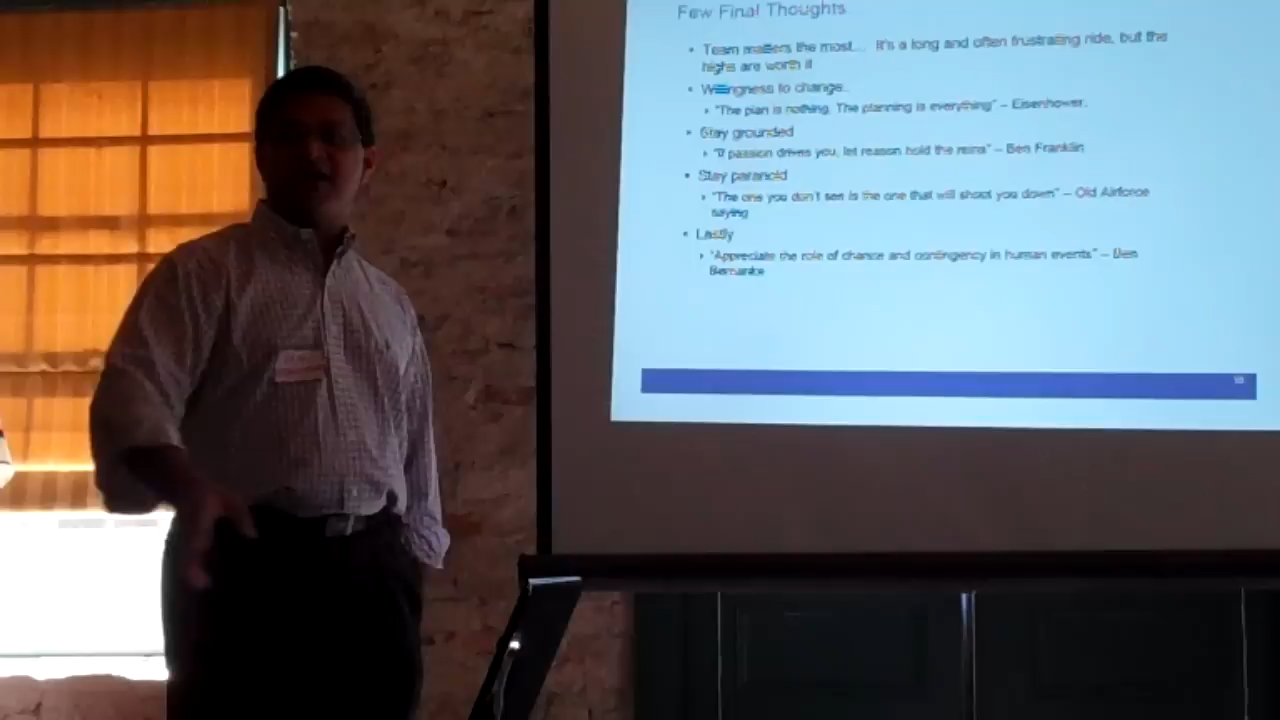 Few Final Thoughts
• Team matters the most... It's a long and often frustrating ride, but the
highs are worth it
• Willingness to change..
› "The plan is nothing. The planning is everything" – Eisenhower.
• Stay grounded
› "If passion drives you, let reason hold the reins" – Ben Franklin
• Stay paranoid
› "The one you don't see is the one that will shoot you down" – Old Airforce
saying
• Lastly
› "Appreciate the role of chance and contingency in human events" – Ben
Bernanke